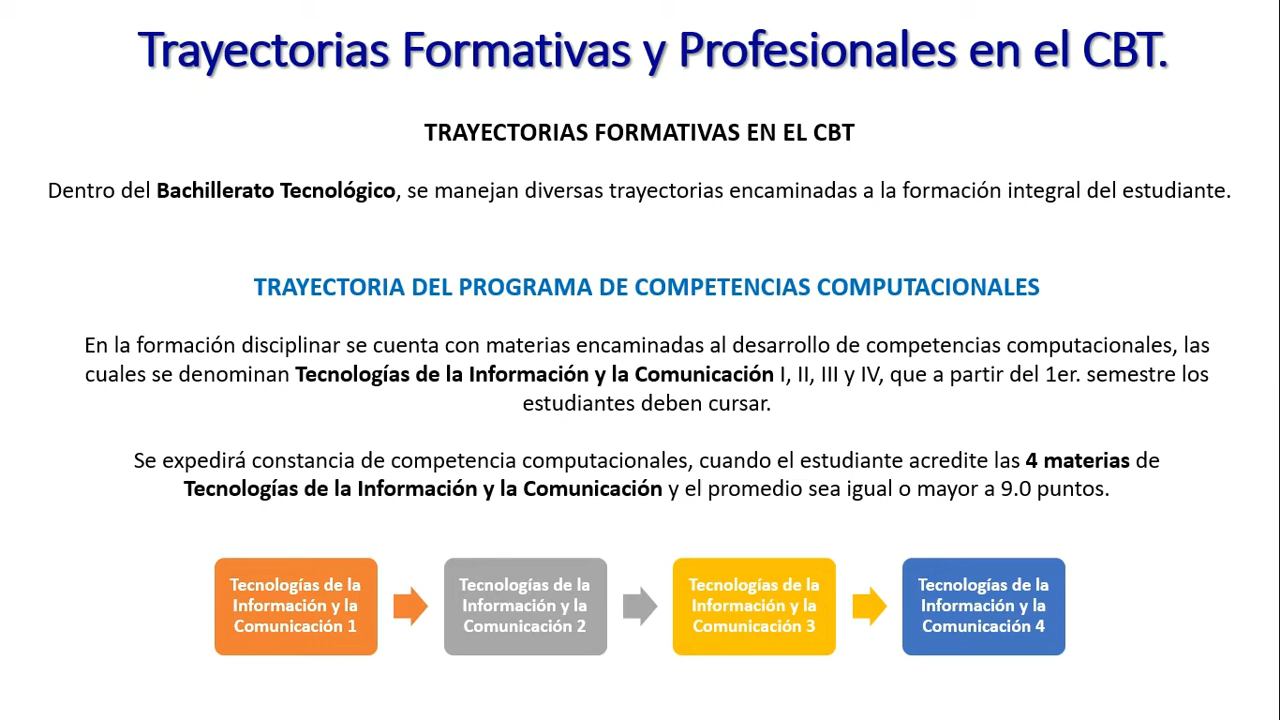 Trayectorias Formativas y Profesionales en el CBT.
TRAYECTORIAS FORMATIVAS EN EL CBT
Dentro del Bachillerato Tecnológico, se manejan diversas trayectorias encaminadas a la formación integral del estudiante.
TRAYECTORIA DEL PROGRAMA DE COMPETENCIAS COMPUTACIONALES
En la formación disciplinar se cuenta con materias encaminadas al desarrollo de competencias computacionales, las
cuales se denominan Tecnologías de la Información y la Comunicación I, II, III y IV, que a partir del 1er. semestre los
estudiantes deben cursar.
Se expedirá constancia de competencia computacionales, cuando el estudiante acredite las 4 materias de
Tecnologías de la Información y la Comunicación y el promedio sea igual o mayor a 9.0 puntos.
Tecnologías de la
Información y la
Comunicación 1
Tecnologías de la
Información y la
Comunicación 2
Tecnologías de la
Información y la
Comunicación 3
Tecnologías de la
Información y la
Comunicación 4